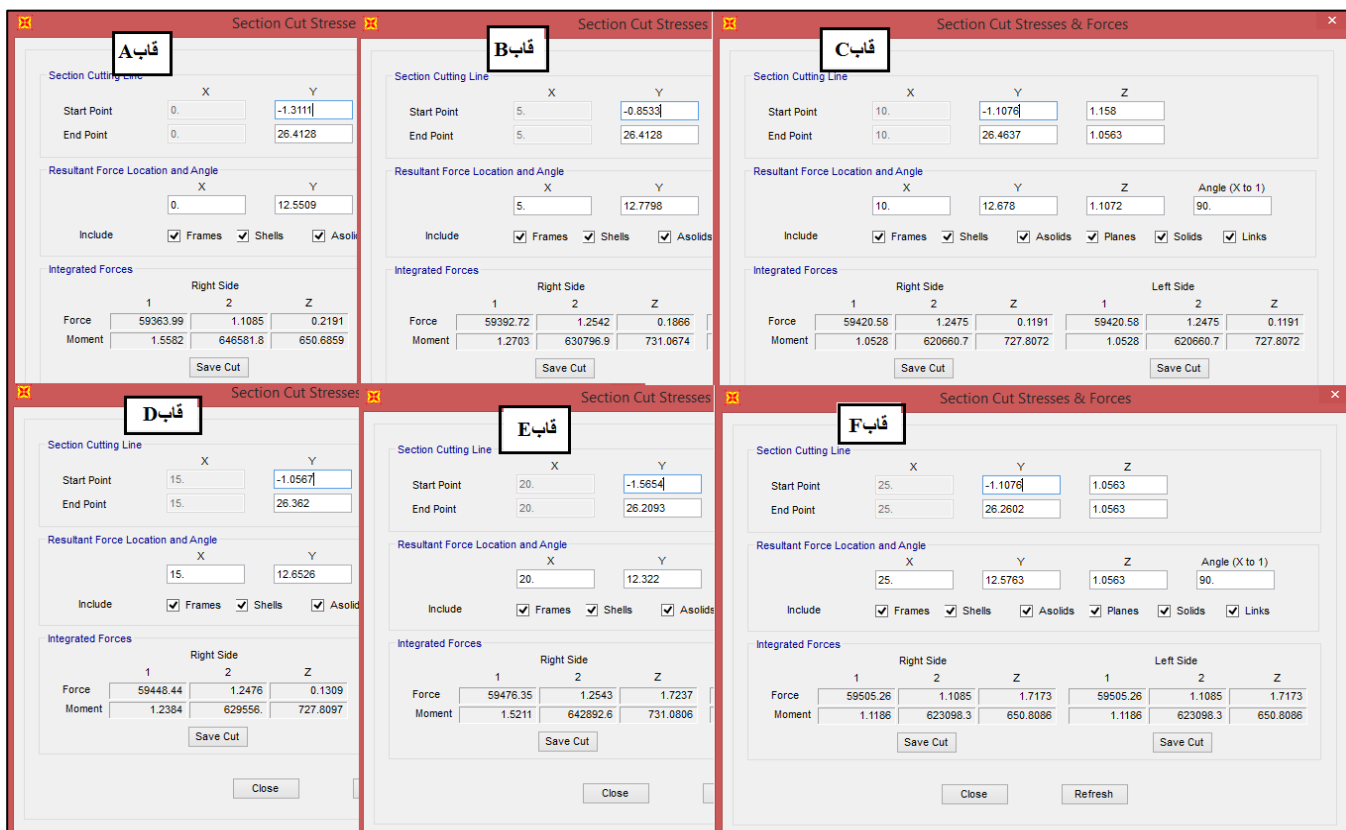 Section Cut Stresses
قاب A
Section Cutting Line
X Y
Start Point 0. -1.3111
End Point 0. 26.4128
Resultant Force Location and Angle
X Y
0. 12.5509
Include Frames Shells Asolids
Integrated Forces
Right Side
1 2 Z
Force 59363.99 1.1085 0.2191
Moment 1.5582 646581.8 650.6859
Save Cut
Section Cut Stresses
قاب B
Section Cutting Line
X Y
Start Point 5. -0.8533
End Point 5. 26.4128
Resultant Force Location and Angle
X Y
5. 12.7798
Include Frames Shells Asolids
Integrated Forces
Right Side
1 2 Z
Force 59392.72 1.2542 0.1866
Moment 1.2703 630796.9 731.0674
Save Cut
Section Cut Stresses & Forces
قاب C
Section Cutting Line
X Y Z
Start Point 10. -1.1076 1.158
End Point 10. 26.4637 1.0563
Resultant Force Location and Angle
X Y Z Angle (X to 1)
10. 12.678 1.1072 90.
Include Frames Shells Asolids Planes Solids Links
Integrated Forces
Right Side Left Side
1 2 Z 1 2 Z
Force 59420.58 1.2475 0.1191 59420.58 1.2475 0.1191
Moment 1.0528 620660.7 727.8072 1.0528 620660.7 727.8072
Save Cut Save Cut
Section Cut Stresses
قاب D
Section Cutting Line
X Y
Start Point 15. -1.0567
End Point 15. 26.362
Resultant Force Location and Angle
X Y
15. 12.6526
Include Frames Shells Asolids
Integrated Forces
Right Side
1 2 Z
Force 59448.44 1.2476 0.1309
Moment 1.2384 629556. 727.8097
Save Cut
Close
Section Cut Stresses
قاب E
Section Cutting Line
X Y
Start Point 20. -1.5654
End Point 20. 26.2093
Resultant Force Location and Angle
X Y
20. 12.322
Include Frames Shells Asolids
Integrated Forces
Right Side
1 2 Z
Force 59476.35 1.2543 1.7237
Moment 1.5211 642892.6 731.0806
Save Cut
Close
Section Cut Stresses & Forces
قاب F
Section Cutting Line
X Y Z
Start Point 25. -1.1076 1.0563
End Point 25. 26.2602 1.0563
Resultant Force Location and Angle
X Y Z Angle (X to 1)
25. 12.5763 1.0563 90.
Include Frames Shells Asolids Planes Solids Links
Integrated Forces
Right Side Left Side
1 2 Z 1 2 Z
Force 59505.26 1.1085 1.7173 59505.26 1.1085 1.7173
Moment 1.1186 623098.3 650.8086 1.1186 623098.3 650.8086
Save Cut Save Cut
Close Refresh